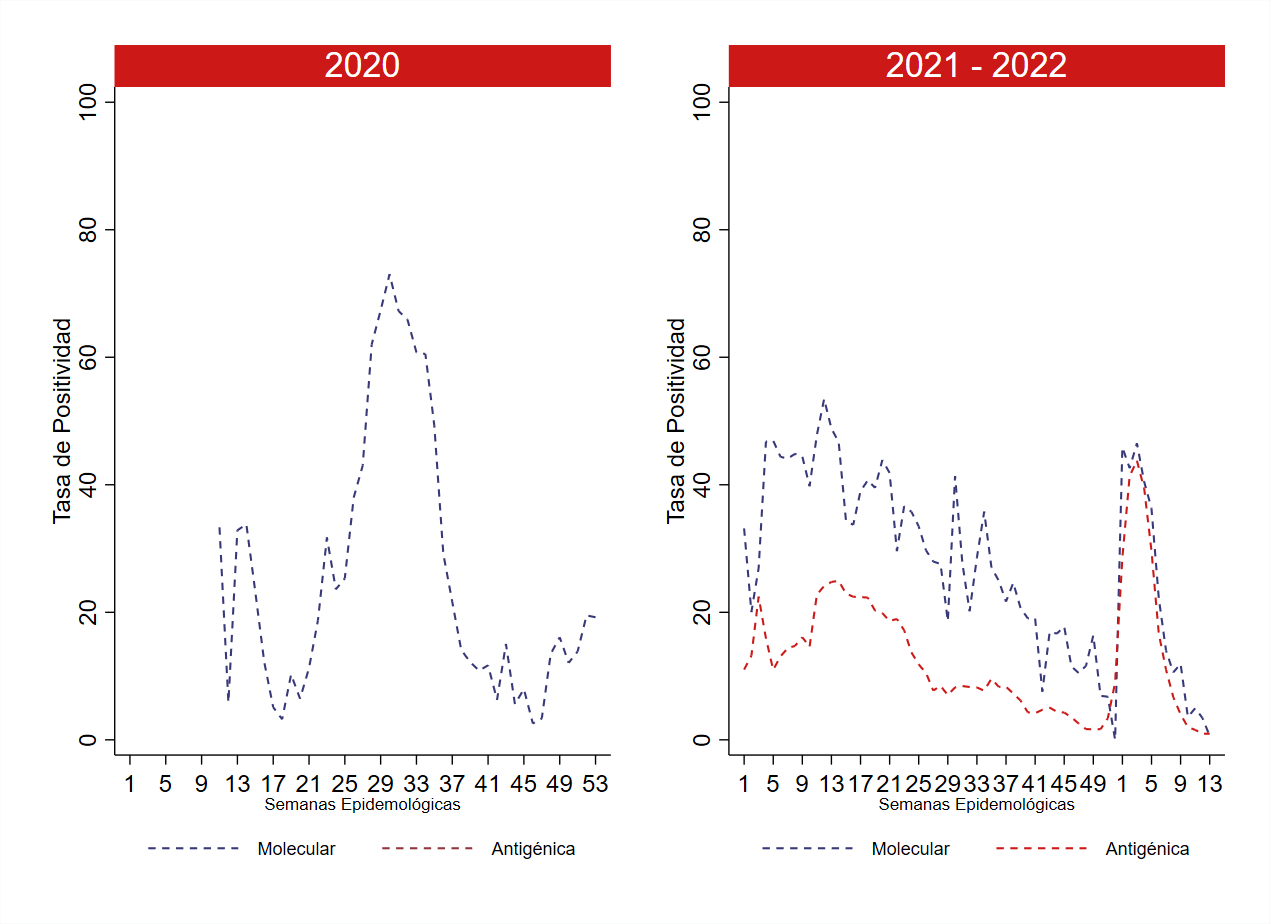 2020
100
80
60
40
20
0
Tasa de Positividad
1 5 9 13 17 21 25 29 33 37 41 45 49 53
Semanas Epidemológicas
Molecular Antigénica
2021 - 2022
100
80
60
40
20
0
Tasa de Positividad
1 5 9 13 17 21 25 29 33 37 41 45 49 1 5 9 13
Semanas Epidemológicas
Molecular Antigénica